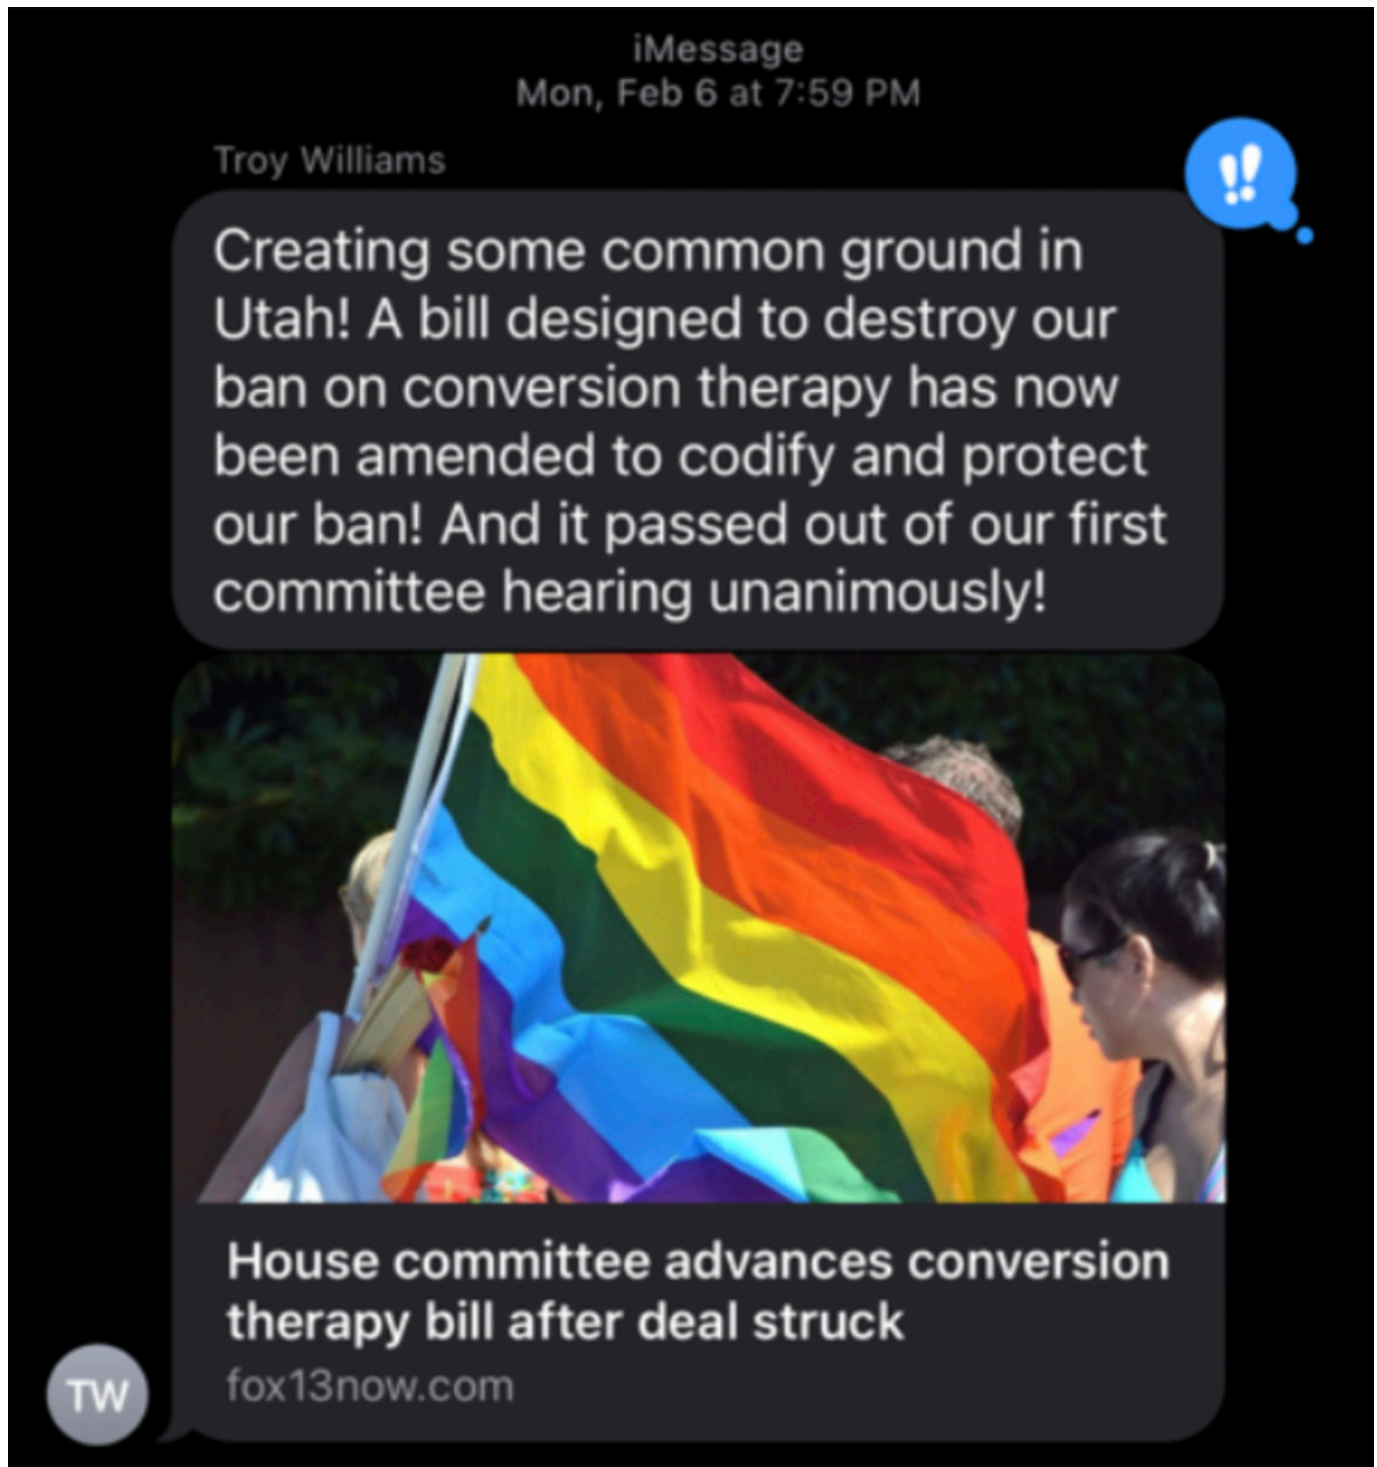 iMessage
Mon, Feb 6 at 7:59 PM
Troy Williams
!!
Creating some common ground in
Utah! A bill designed to destroy our
ban on conversion therapy has now
been amended to codify and protect
our ban! And it passed out of our first
committee hearing unanimously!
House committee advances conversion
therapy bill after deal struck
fox13now.com
TW